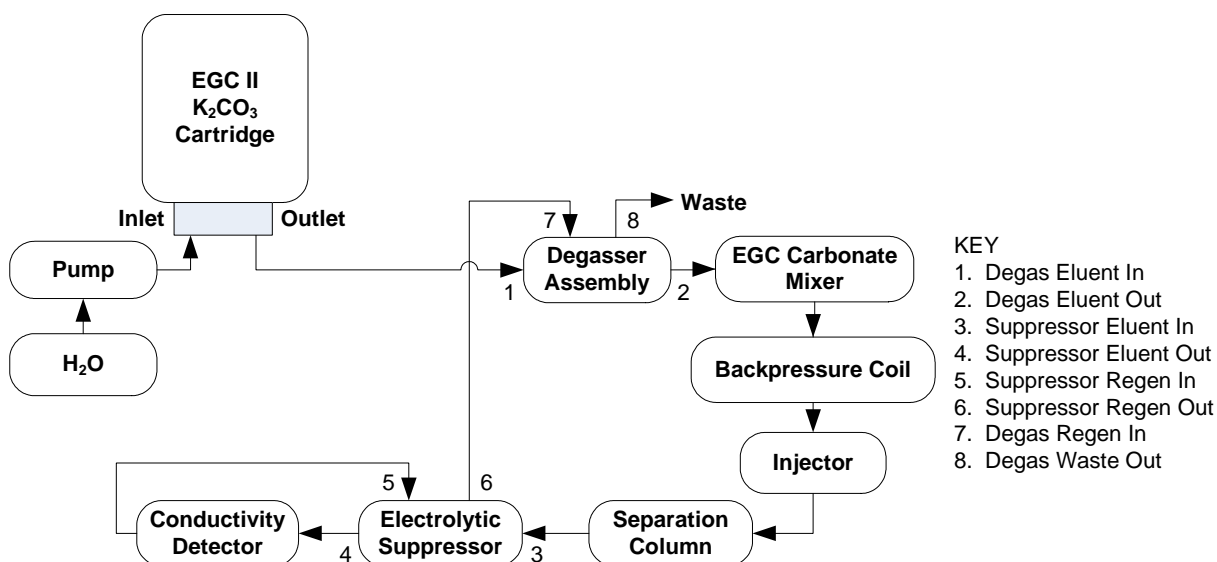 EGC II
K₂CO₃
Cartridge
Inlet
Outlet
Pump
H₂O
7
8
Waste
Degasser
Assembly
1
2
EGC Carbonate
Mixer
Backpressure Coil
Injector
Separation
Column
3
Electrolytic
Suppressor
5
6
4
Conductivity
Detector
KEY
1. Degas Eluent In
2. Degas Eluent Out
3. Suppressor Eluent In
4. Suppressor Eluent Out
5. Suppressor Regen In
6. Suppressor Regen Out
7. Degas Regen In
8. Degas Waste Out